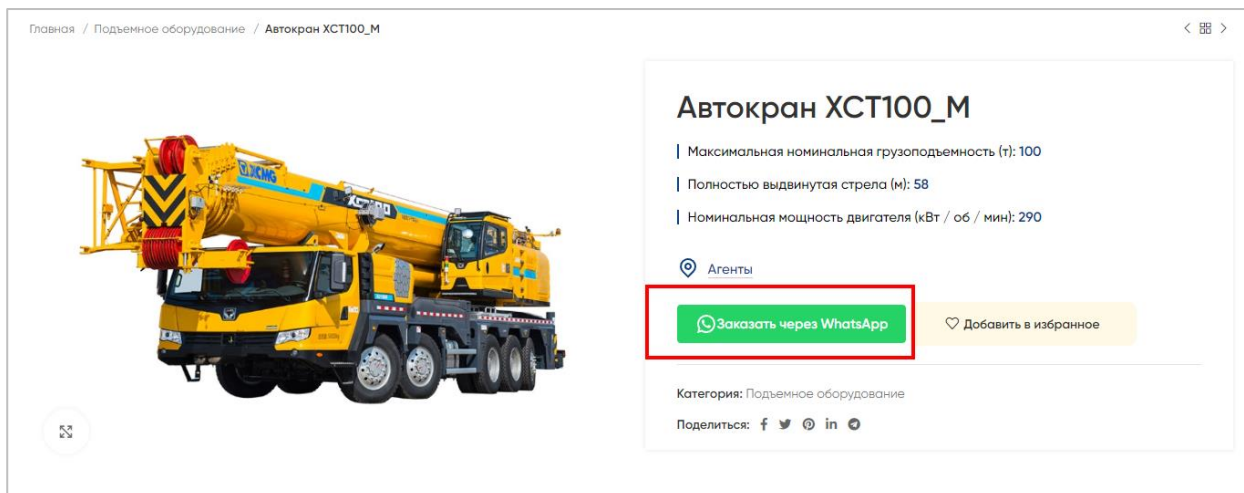 Главная / Подъемное оборудование / Автокран XCT100_M
XCMG
Автокран XCT100_M
Максимальная номинальная грузоподъемность (т): 100
Полностью выдвинутая стрела (м): 58
Номинальная мощность двигателя (кВт / об / мин): 290
Агенты
Заказать через WhatsApp
Добавить в избранное
Категория: Подъемное оборудование
Поделиться: